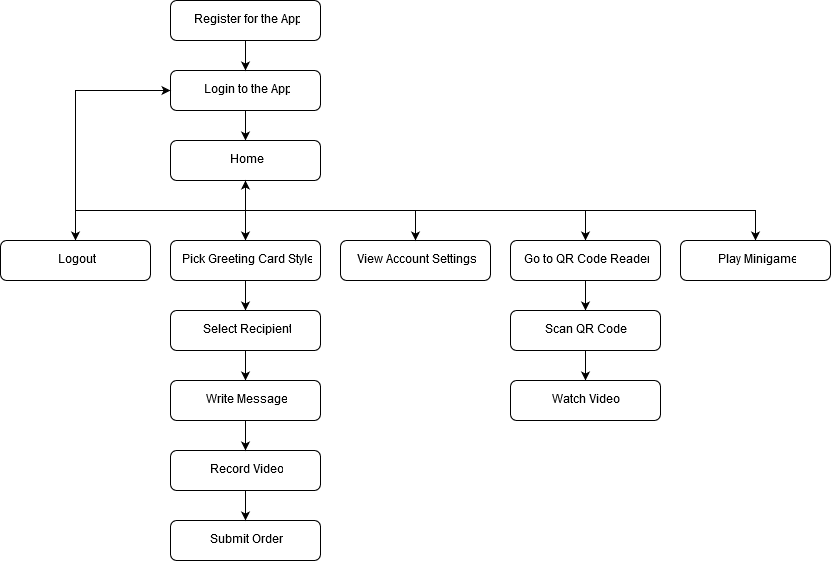 Register for the App
Login to the App
Home
Logout
Pick Greeting Card Style
View Account Settings
Go to QR Code Reader
Play Minigame
Select Recipient
Scan QR Code
Write Message
Watch Video
Record Video
Submit Order